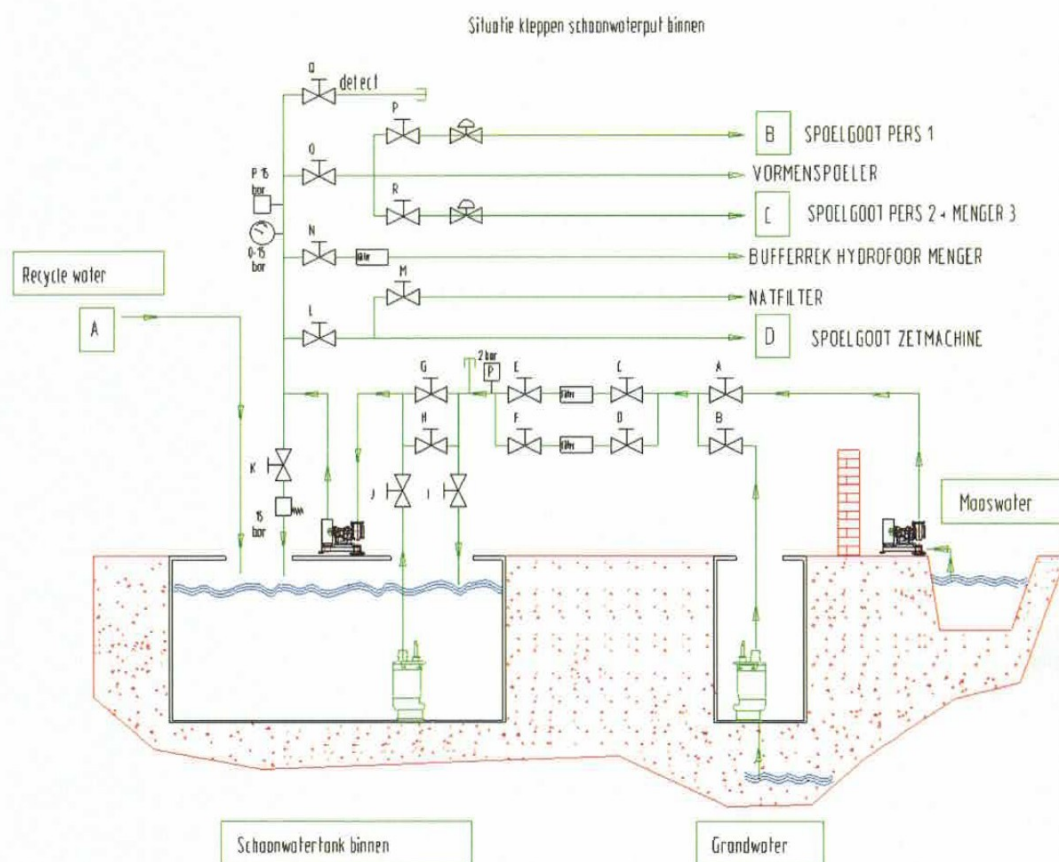 Situatie kleppen schoonwaterput binnen
Q
detect
P
B SPOELGOOT PERS 1
O
VORMENSPOELER
P 15
bar
R
C SPOELGOOT PERS 2 + MENGER 3
0-15
bar
N
filter
BUFFERREK HYDROFOOR MENGER
Recycle water
M
NATFILTER
A
L
D SPOELGOOT ZETMACHINE
2 bar
P
G
E
filter
C
A
H
F
filter
D
B
K
J
I
15
bar
Maaswater
Schoonwatertank binnen
Grondwater